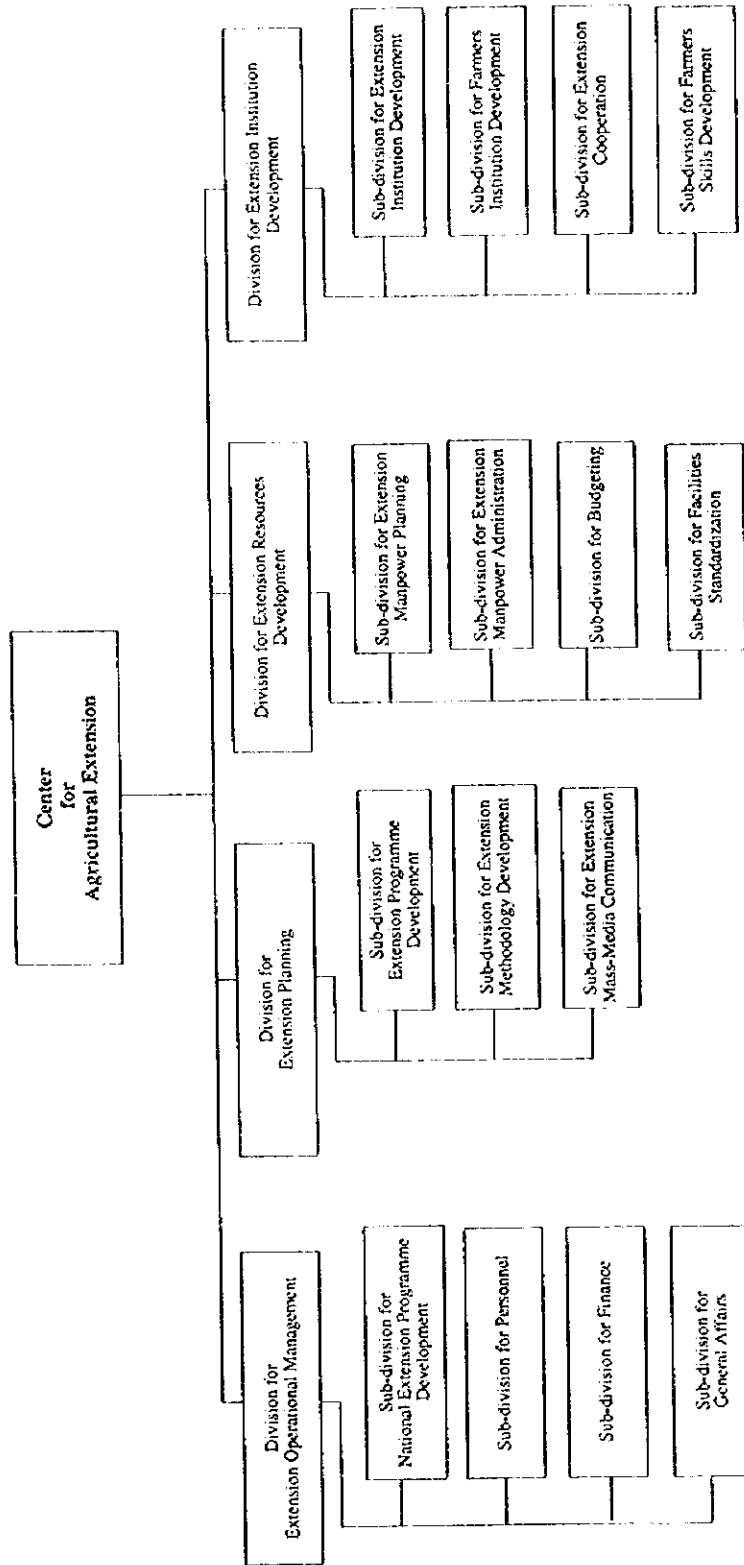 Center
for
Agricultural Extension
Division for
Extension Operational Management
Sub-division for
National Extension Programme
Development
Sub-division for Personnel
Sub-division for Finance
Sub-division for
General Affairs
Division for
Extension Planning
Sub-division for
Extension Programme
Development
Sub-division for Extension
Methodology Development
Sub-division for Extension
Mass-Media Communication
Division for Extension Resources
Development
Sub-division for Extension
Manpower Planning
Sub-division for Extension
Manpower Administration
Sub-division for Budgeting
Sub-division for Facilities
Standardization
Division for Extension Institution
Development
Sub-division for Extension
Institution Development
Sub-division for Farmers
Institution Development
Sub-division for Extension
Cooperation
Sub-division for Farmers
Skills Development